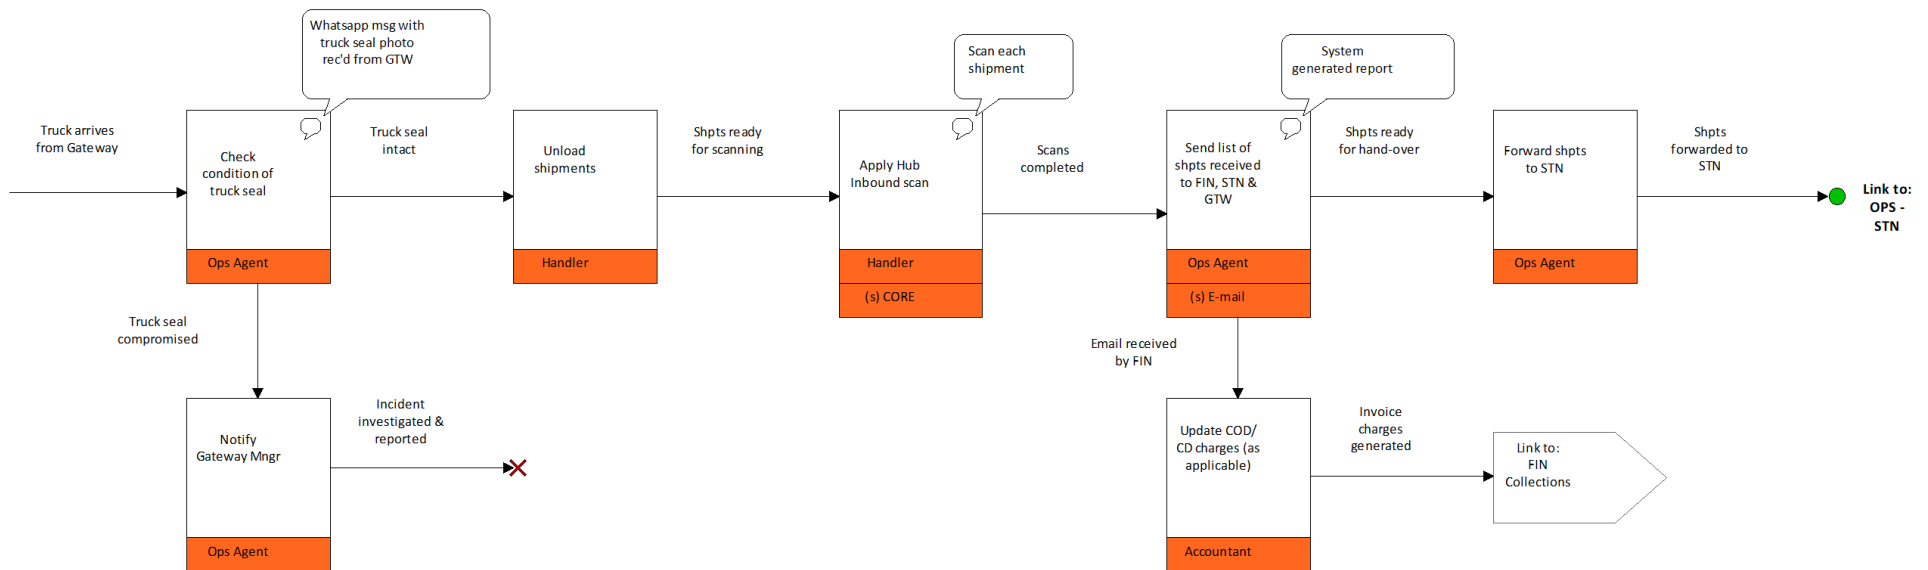 Whatsapp msg with
truck seal photo
rec'd from GTW
Scan each
shipment
System
generated report
Truck arrives
from Gateway
Check
condition of
truck seal
Ops Agent
Truck seal
intact
Unload
shipments
Handler
Shpts ready
for scanning
Apply Hub
Inbound scan
Handler
(s) CORE
Scans
completed
Send list of
shpts received
to FIN, STN &
GTW
Ops Agent
(s) E-mail
Shpts ready
for hand-over
Forward shpts
to STN
Ops Agent
Shpts
forwarded to
STN
Link to:
OPS -
STN
Truck seal
compromised
Notify
Gateway Mngr
Ops Agent
Incident
investigated &
reported
Email received
by FIN
Update COD/
CD charges (as
applicable)
Accountant
Invoice
charges
generated
Link to:
FIN
Collections